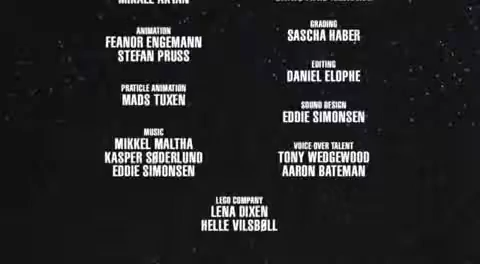 ANIMATION
FEANOR ENGEMANN
STEFAN PRUSS
PRATICLE ANIMATION
MADS TUXEN
MUSIC
MIKKEL MALTHA
KASPER SØDERLUND
EDDIE SIMONSEN
GRADING
SASCHA HABER
EDITING
DANIEL ELOPHE
SOUND DESIGN
EDDIE SIMONSEN
VOICE-OVER TALENT
TONY WEDGEWOOD
AARON BATEMAN
LEGO COMPANY
LENA DIXEN
HELLE VILSBØLL